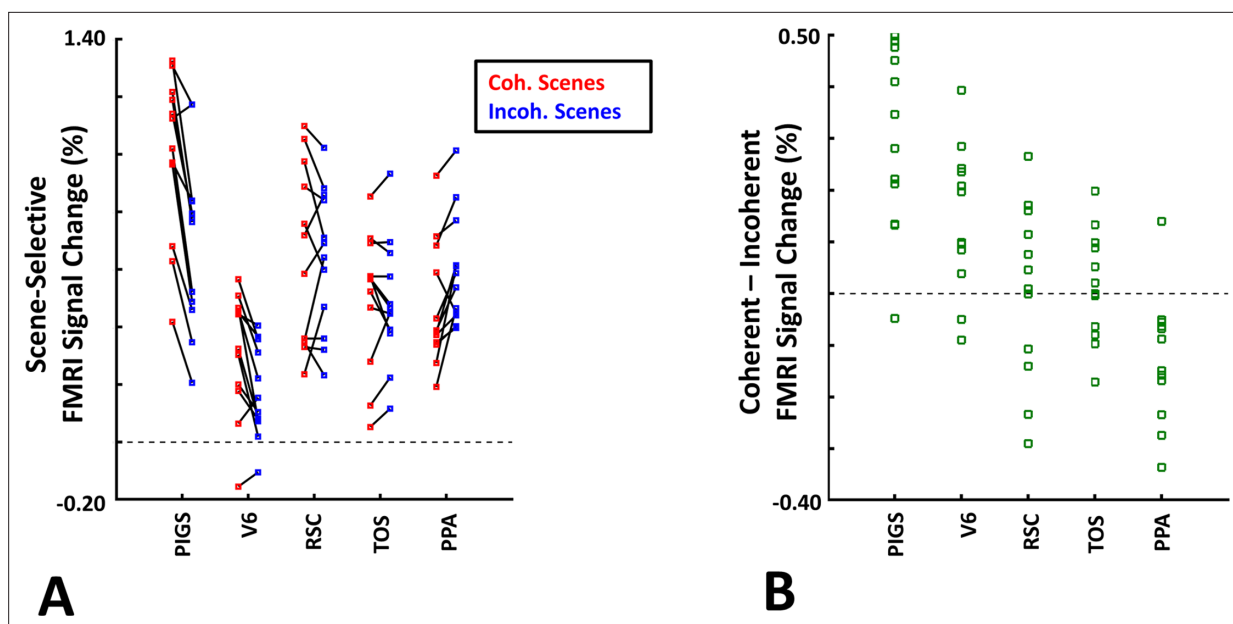 1.40
Scene-Selective
FMRI Signal Change (%)
-0.20
Coh. Scenes
Incoh. Scenes
PIGS
V6
RSC
TOS
PPA
A
0.50
Coherent – Incoherent
FMRI Signal Change (%)
-0.40
PIGS
V6
RSC
TOS
PPA
B